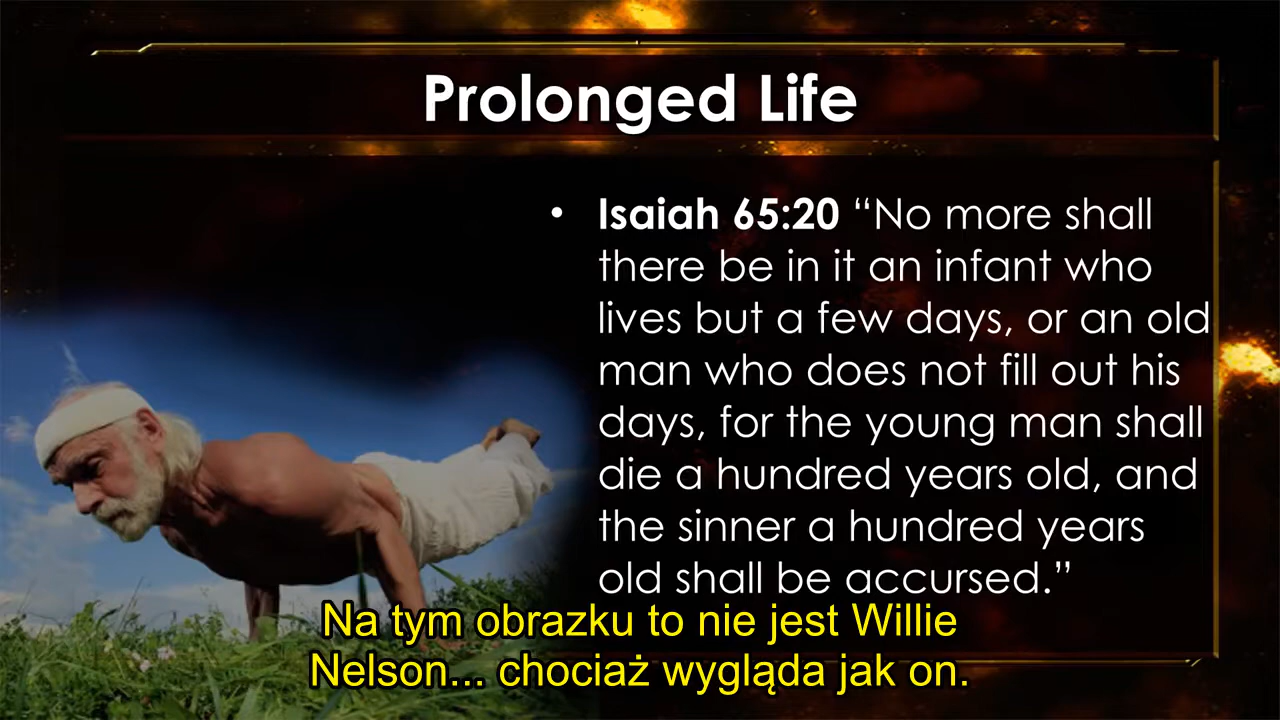 Prolonged Life
• Isaiah 65:20 “No more shall
there be in it an infant who
lives but a few days, or an old
man who does not fill out his
days, for the young man shall
die a hundred years old, and
the sinner a hundred years
old shall be accursed.”
Na tym obrazku to nie jest Willie
Nelson... chociaż wygląda jak on.